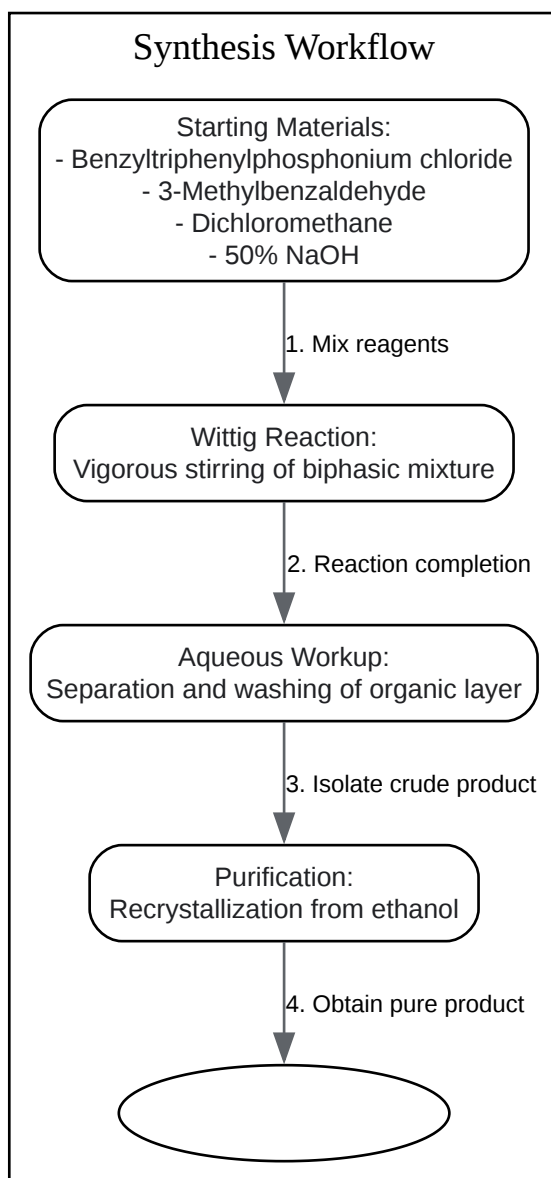 Synthesis Workflow
Starting Materials:
- Benzyltriphenylphosphonium chloride
- 3-Methylbenzaldehyde
- Dichloromethane
- 50% NaOH
1. Mix reagents
Wittig Reaction:
Vigorous stirring of biphasic mixture
2. Reaction completion
Aqueous Workup:
Separation and washing of organic layer
3. Isolate crude product
Purification:
Recrystallization from ethanol
4. Obtain pure product